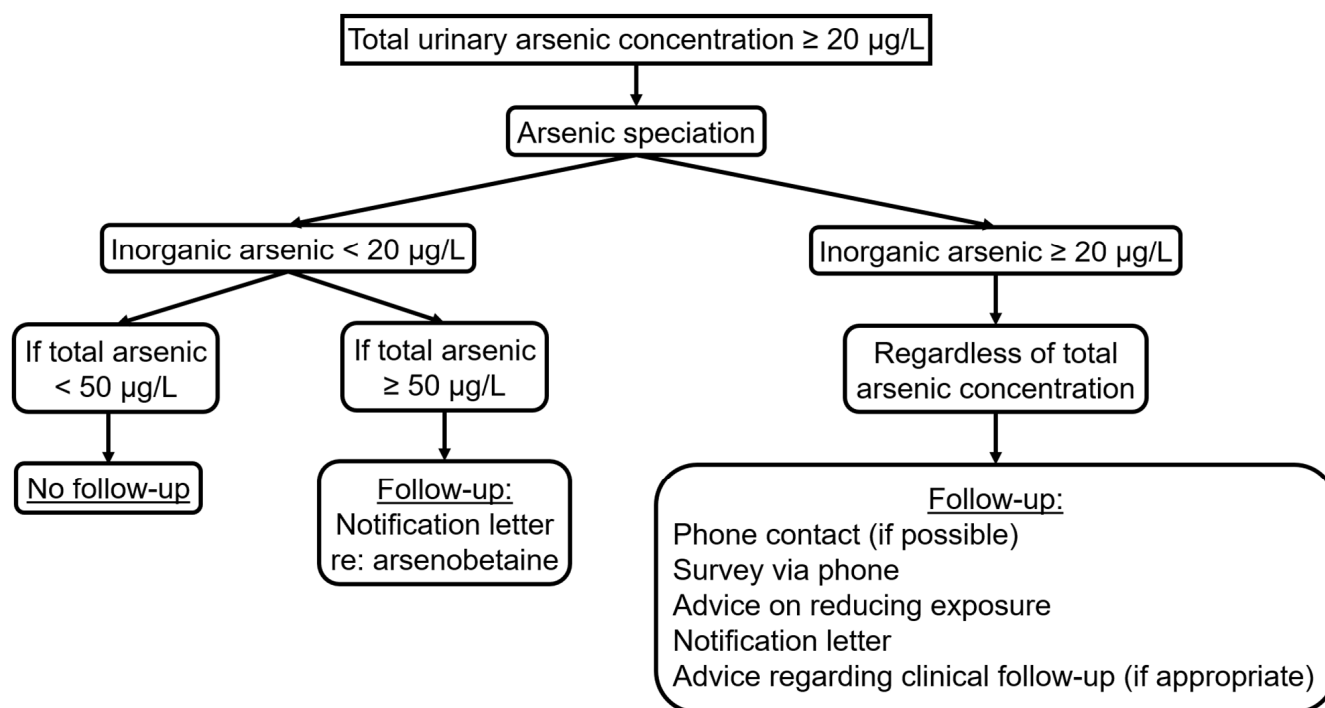 Total urinary arsenic concentration ≥ 20 µg/L
Arsenic speciation
Inorganic arsenic < 20 µg/L
Inorganic arsenic ≥ 20 µg/L
If total arsenic
< 50 µg/L
If total arsenic
≥ 50 µg/L
Regardless of total
arsenic concentration
No follow-up
Follow-up:
Notification letter
re: arsenobetaine
Follow-up:
Phone contact (if possible)
Survey via phone
Advice on reducing exposure
Notification letter
Advice regarding clinical follow-up (if appropriate)